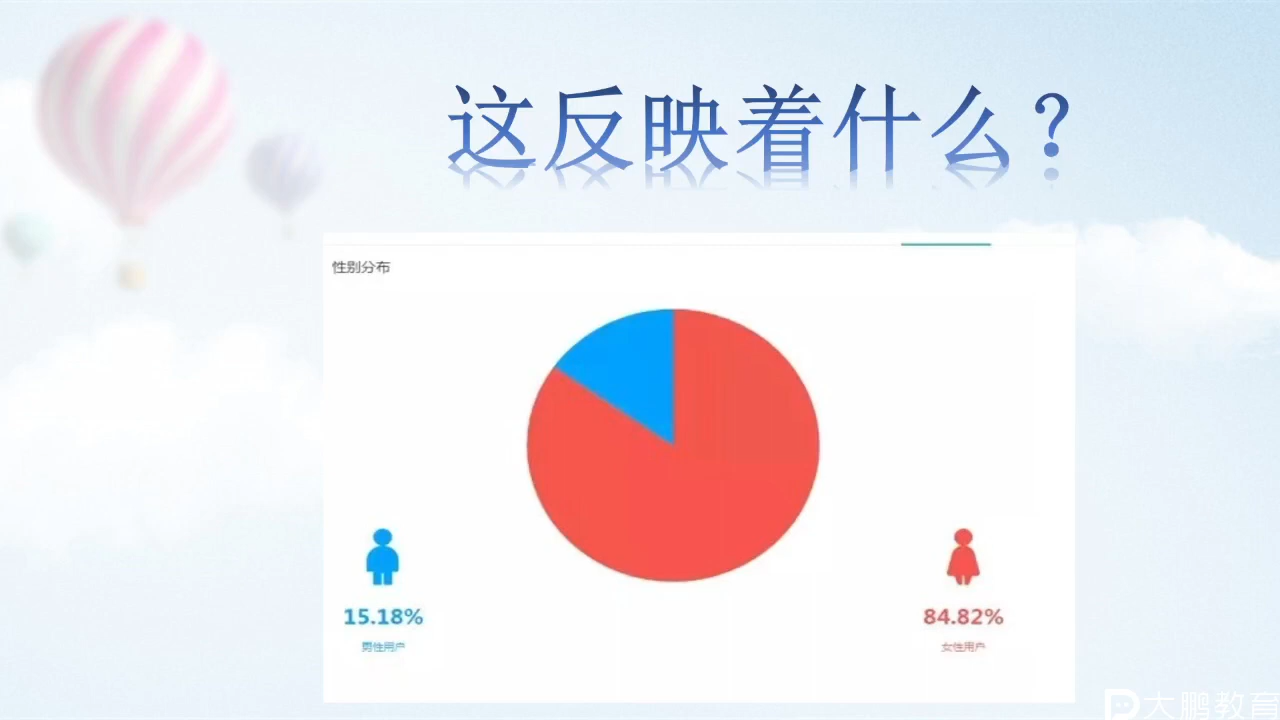 这反映着什么？
性别分布
15.18%
男性用户
84.82%
女性用户
大鹏教育